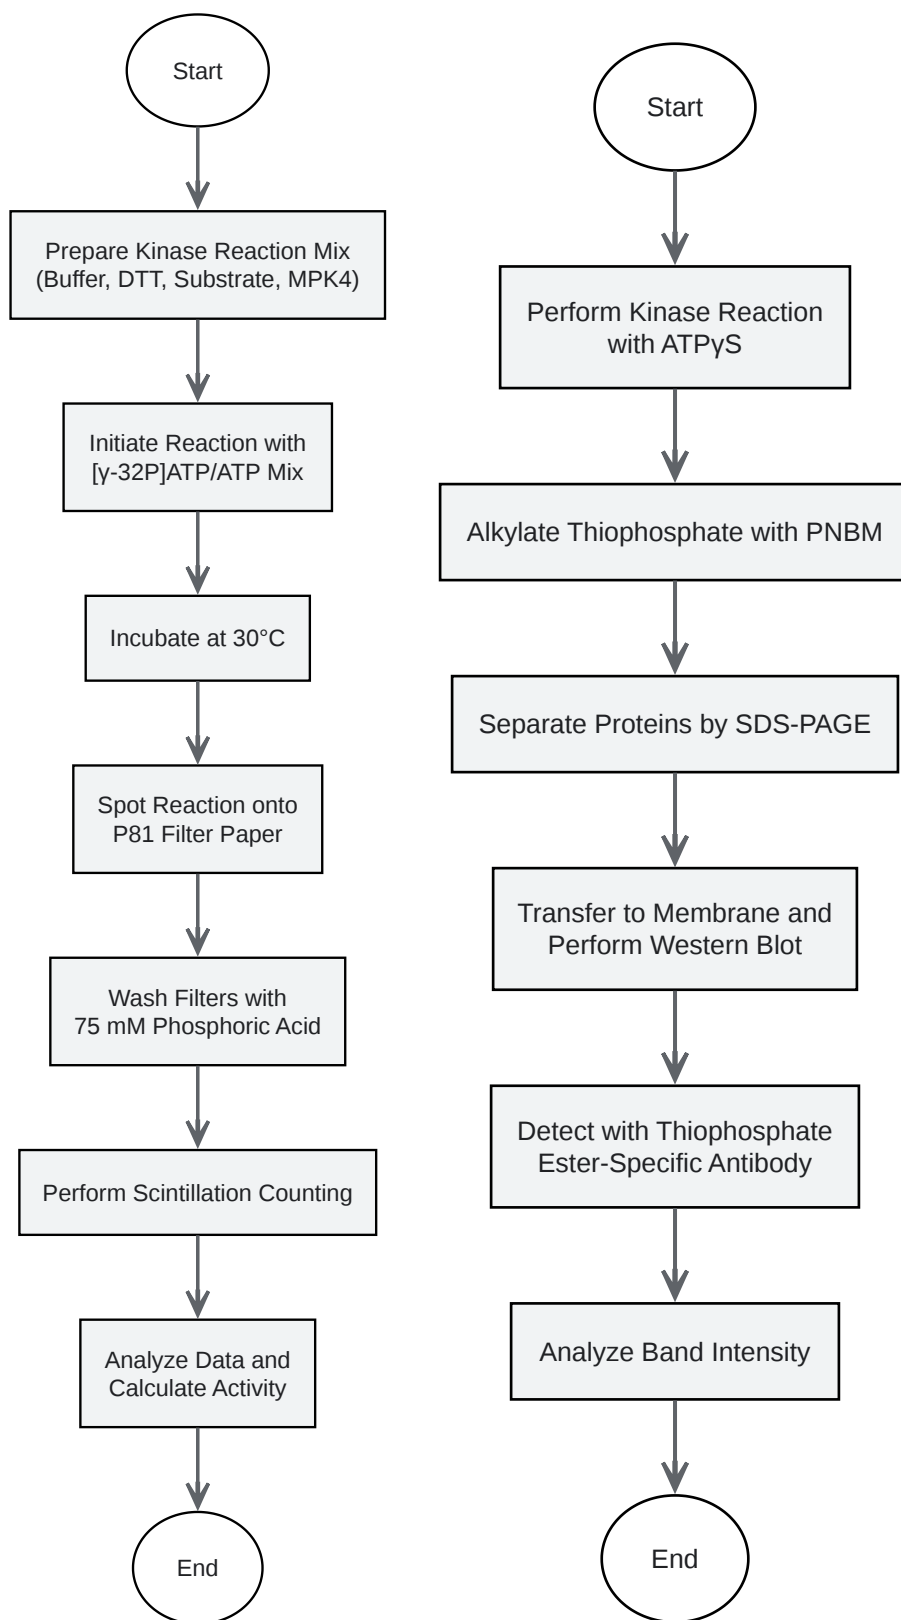 Start
Prepare Kinase Reaction Mix
(Buffer, DTT, Substrate, MPK4)
Initiate Reaction with
[γ-32P]ATP/ATP Mix
Incubate at 30°C
Spot Reaction onto
P81 Filter Paper
Wash Filters with
75 mM Phosphoric Acid
Perform Scintillation Counting
Analyze Data and
Calculate Activity
End
Start
Perform Kinase Reaction
with ATPγS
Alkylate Thiophosphate with PNBM
Separate Proteins by SDS-PAGE
Transfer to Membrane and
Perform Western Blot
Detect with Thiophosphate
Ester-Specific Antibody
Analyze Band Intensity
End